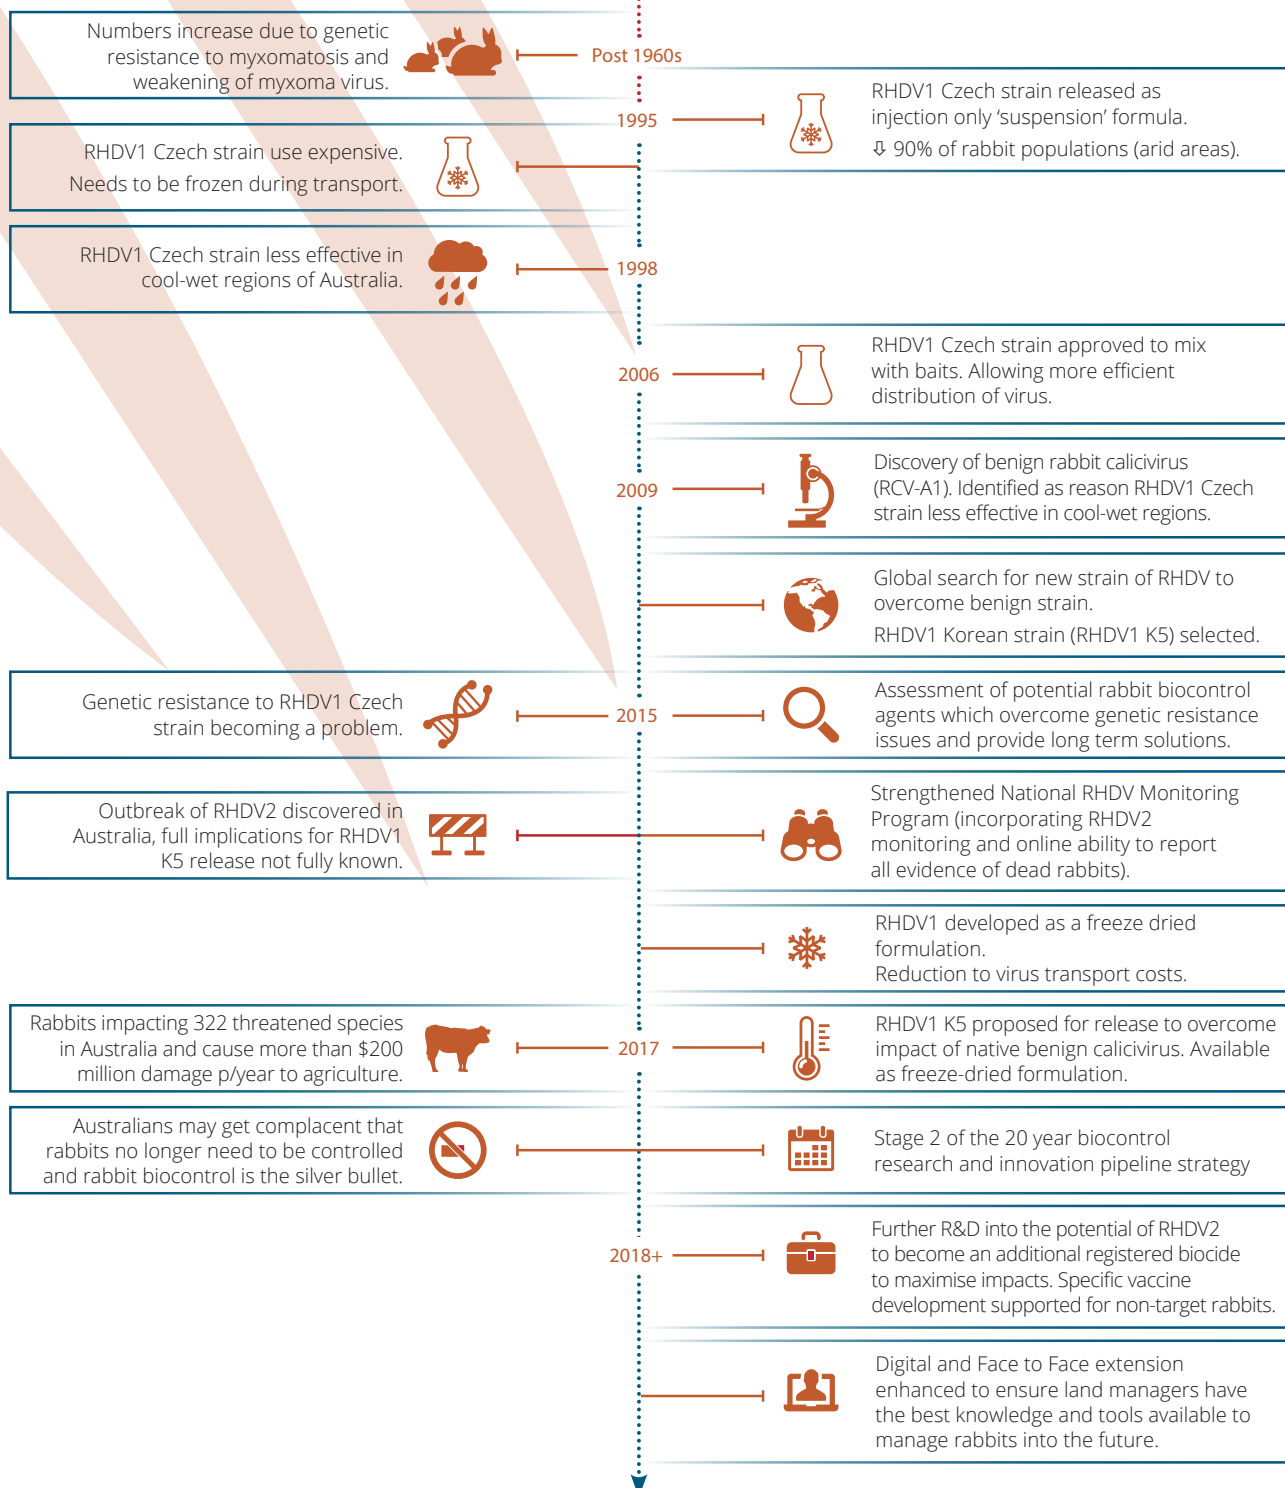 Numbers increase due to genetic
resistance to myxomatosis and
weakening of myxoma virus.
Post 1960s
1995
RHDV1 Czech strain released as
injection only ‘suspension’ formula.
⇩ 90% of rabbit populations (arid areas).
RHDV1 Czech strain use expensive.
Needs to be frozen during transport.
RHDV1 Czech strain less effective in
cool-wet regions of Australia.
1998
2006
RHDV1 Czech strain approved to mix
with baits. Allowing more efficient
distribution of virus.
2009
Discovery of benign rabbit calicivirus
(RCV-A1). Identified as reason RHDV1 Czech
strain less effective in cool-wet regions.
Global search for new strain of RHDV to
overcome benign strain.
RHDV1 Korean strain (RHDV1 K5) selected.
Genetic resistance to RHDV1 Czech
strain becoming a problem.
2015
Assessment of potential rabbit biocontrol
agents which overcome genetic resistance
issues and provide long term solutions.
Outbreak of RHDV2 discovered in
Australia, full implications for RHDV1
K5 release not fully known.
Strengthened National RHDV Monitoring
Program (incorporating RHDV2
monitoring and online ability to report
all evidence of dead rabbits).
RHDV1 developed as a freeze dried
formulation.
Reduction to virus transport costs.
Rabbits impacting 322 threatened species
in Australia and cause more than $200
million damage p/year to agriculture.
2017
RHDV1 K5 proposed for release to overcome
impact of native benign calicivirus. Available
as freeze-dried formulation.
Australians may get complacent that
rabbits no longer need to be controlled
and rabbit biocontrol is the silver bullet.
Stage 2 of the 20 year biocontrol
research and innovation pipeline strategy
2018+
Further R&D into the potential of RHDV2
to become an additional registered biocide
to maximise impacts. Specific vaccine
development supported for non-target rabbits.
Digital and Face to Face extension
enhanced to ensure land managers have
the best knowledge and tools available to
manage rabbits into the future.